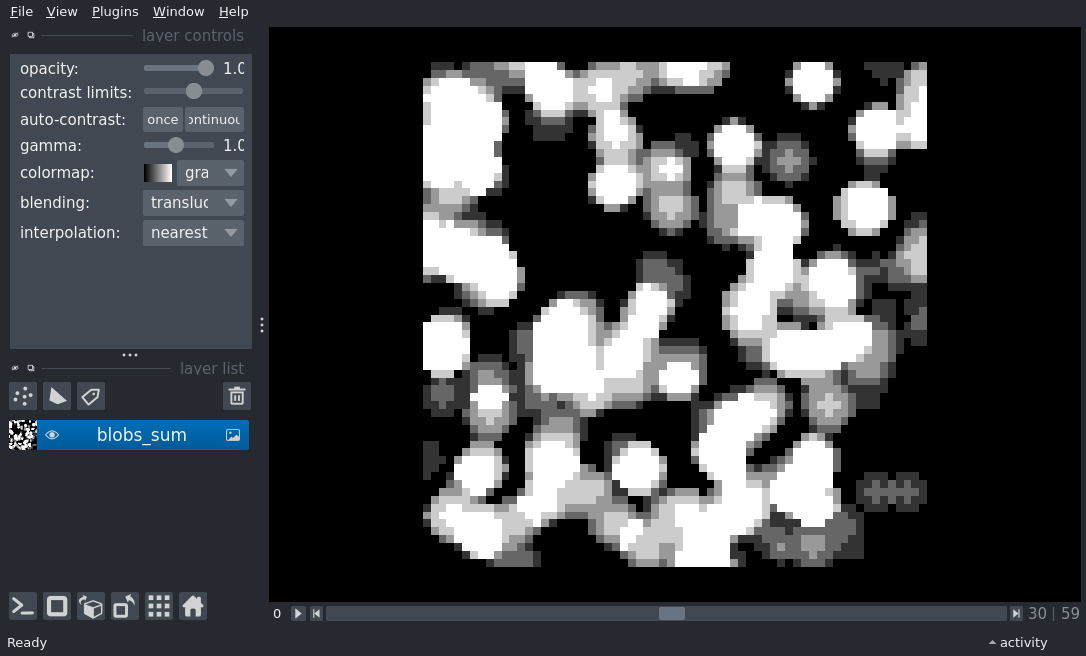 File View Plugins Window Help
layer controls
opacity: 1.0
contrast limits:
auto-contrast: once ontinuou
gamma: 1.0
colormap: gra
blending: transluc
interpolation: nearest
layer list
blobs_sum
0 30 | 59
Ready activity